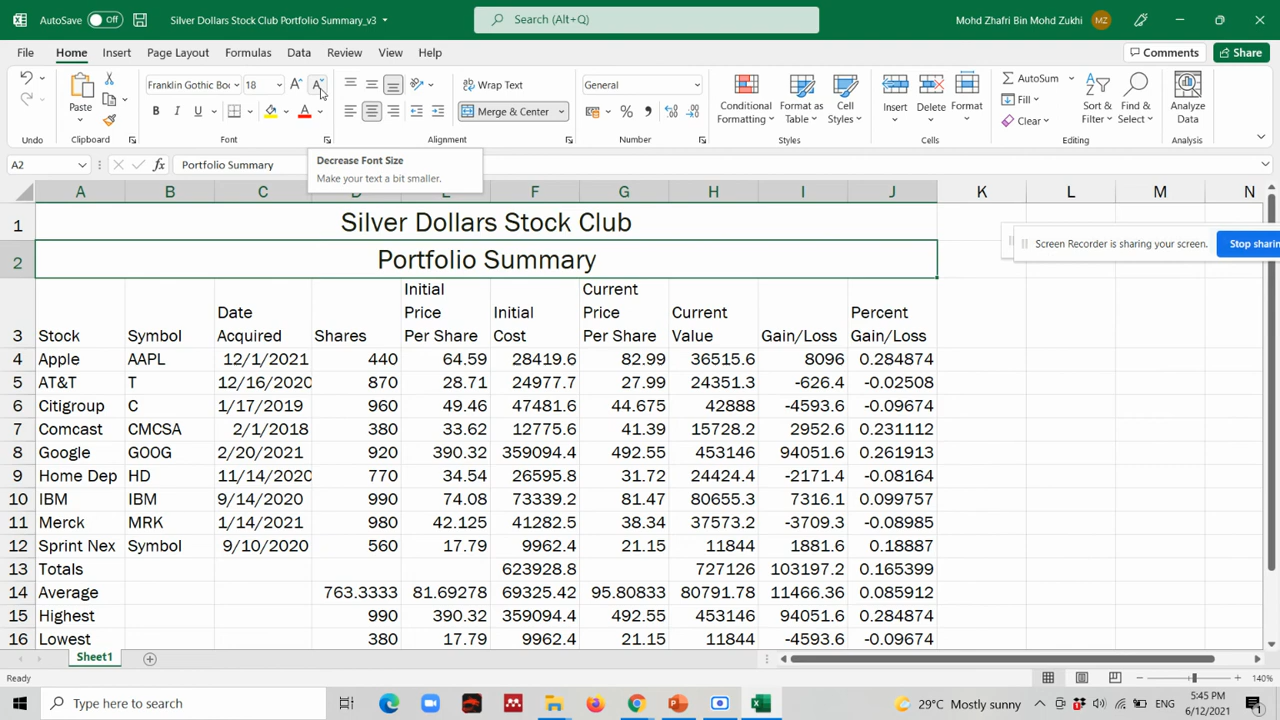 AutoSave Off Silver Dollars Stock Club Portfolio Summary_v3 Search (Alt+Q) Mohd Zhafri Bin Mohd Zukhi MZ
File Home Insert Page Layout Formulas Data Review View Help Comments Share
Franklin Gothic Bo 18 Wrap Text General AutoSum
Paste Conditional Formatting Format as Table Cell Styles Insert Delete Format Fill Sort & Filter Find & Select Analyze Data
B I U A Merge & Center % Clear
Undo Clipboard Font Alignment Number Styles Cells Editing Analysis
A2 fx Portfolio Summary
Decrease Font Size
Make your text a bit smaller.
A B C D E F G H I J K L M N
1 Silver Dollars Stock Club
Screen Recorder is sharing your screen. Stop sharin
2 Portfolio Summary
3 Stock Symbol Date Acquired Shares Initial Price Per Share Initial Cost Current Price Per Share Current Value Gain/Loss Percent Gain/Loss
4 Apple AAPL 12/1/2021 440 64.59 28419.6 82.99 36515.6 8096 0.284874
5 AT&T T 12/16/2020 870 28.71 24977.7 27.99 24351.3 -626.4 -0.02508
6 Citigroup C 1/17/2019 960 49.46 47481.6 44.675 42888 -4593.6 -0.09674
7 Comcast CMCSA 2/1/2018 380 33.62 12775.6 41.39 15728.2 2952.6 0.231112
8 Google GOOG 2/20/2021 920 390.32 359094.4 492.55 453146 94051.6 0.261913
9 Home Dep HD 11/14/2020 770 34.54 26595.8 31.72 24424.4 -2171.4 -0.08164
10 IBM IBM 9/14/2020 990 74.08 73339.2 81.47 80655.3 7316.1 0.099757
11 Merck MRK 1/14/2021 980 42.125 41282.5 38.34 37573.2 -3709.3 -0.08985
12 Sprint Nex Symbol 9/10/2020 560 17.79 9962.4 21.15 11844 1881.6 0.18887
13 Totals 623928.8 727126 103197.2 0.165399
14 Average 763.3333 81.69278 69325.42 95.80833 80791.78 11466.36 0.085912
15 Highest 990 390.32 359094.4 492.55 453146 94051.6 0.284874
16 Lowest 380 17.79 9962.4 21.15 11844 -4593.6 -0.09674
Sheet1
Ready 140%
Type here to search 29°C Mostly sunny ENG 5:45 PM
6/12/2021